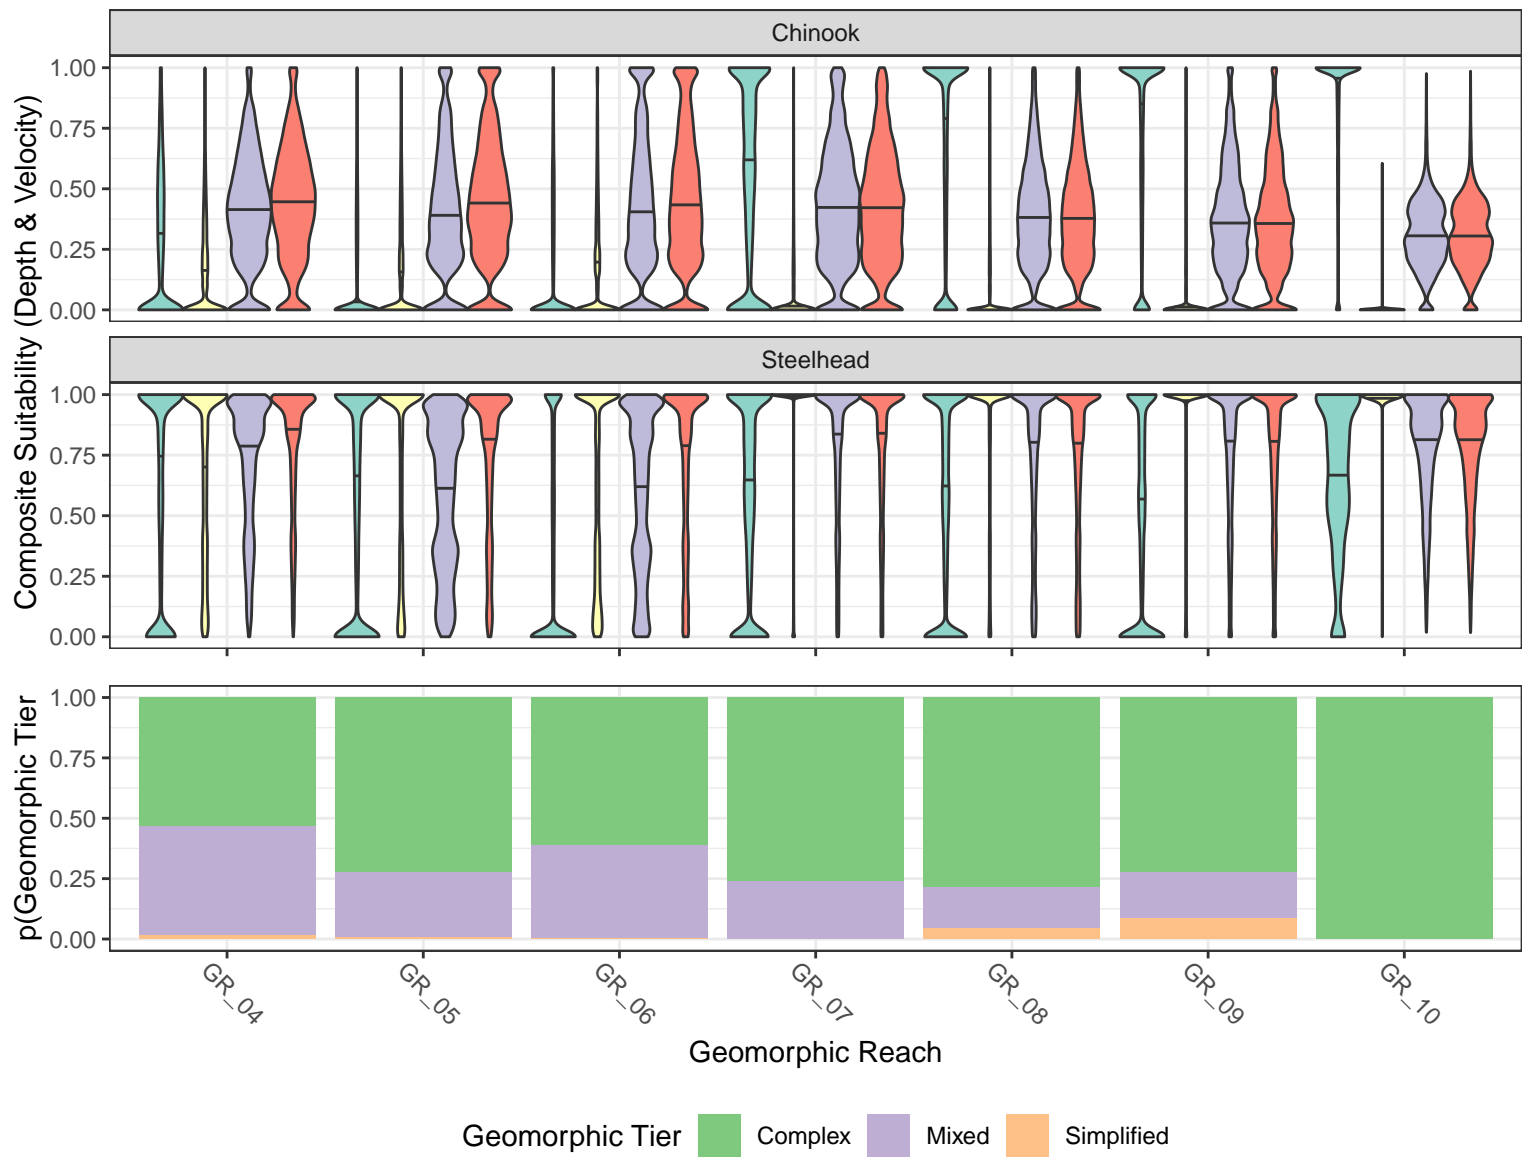 Chinook
1.00
0.75
0.50
0.25
0.00
Composite Suitability (Depth & Velocity)
Steelhead
1.00
0.75
0.50
0.25
0.00
p(Geomorphic Tier
1.00
0.75
0.50
0.25
0.00
GR_04 GR_05 GR_06 GR_07 GR_08 GR_09 GR_10
Geomorphic Reach
Geomorphic Tier Complex Mixed Simplified